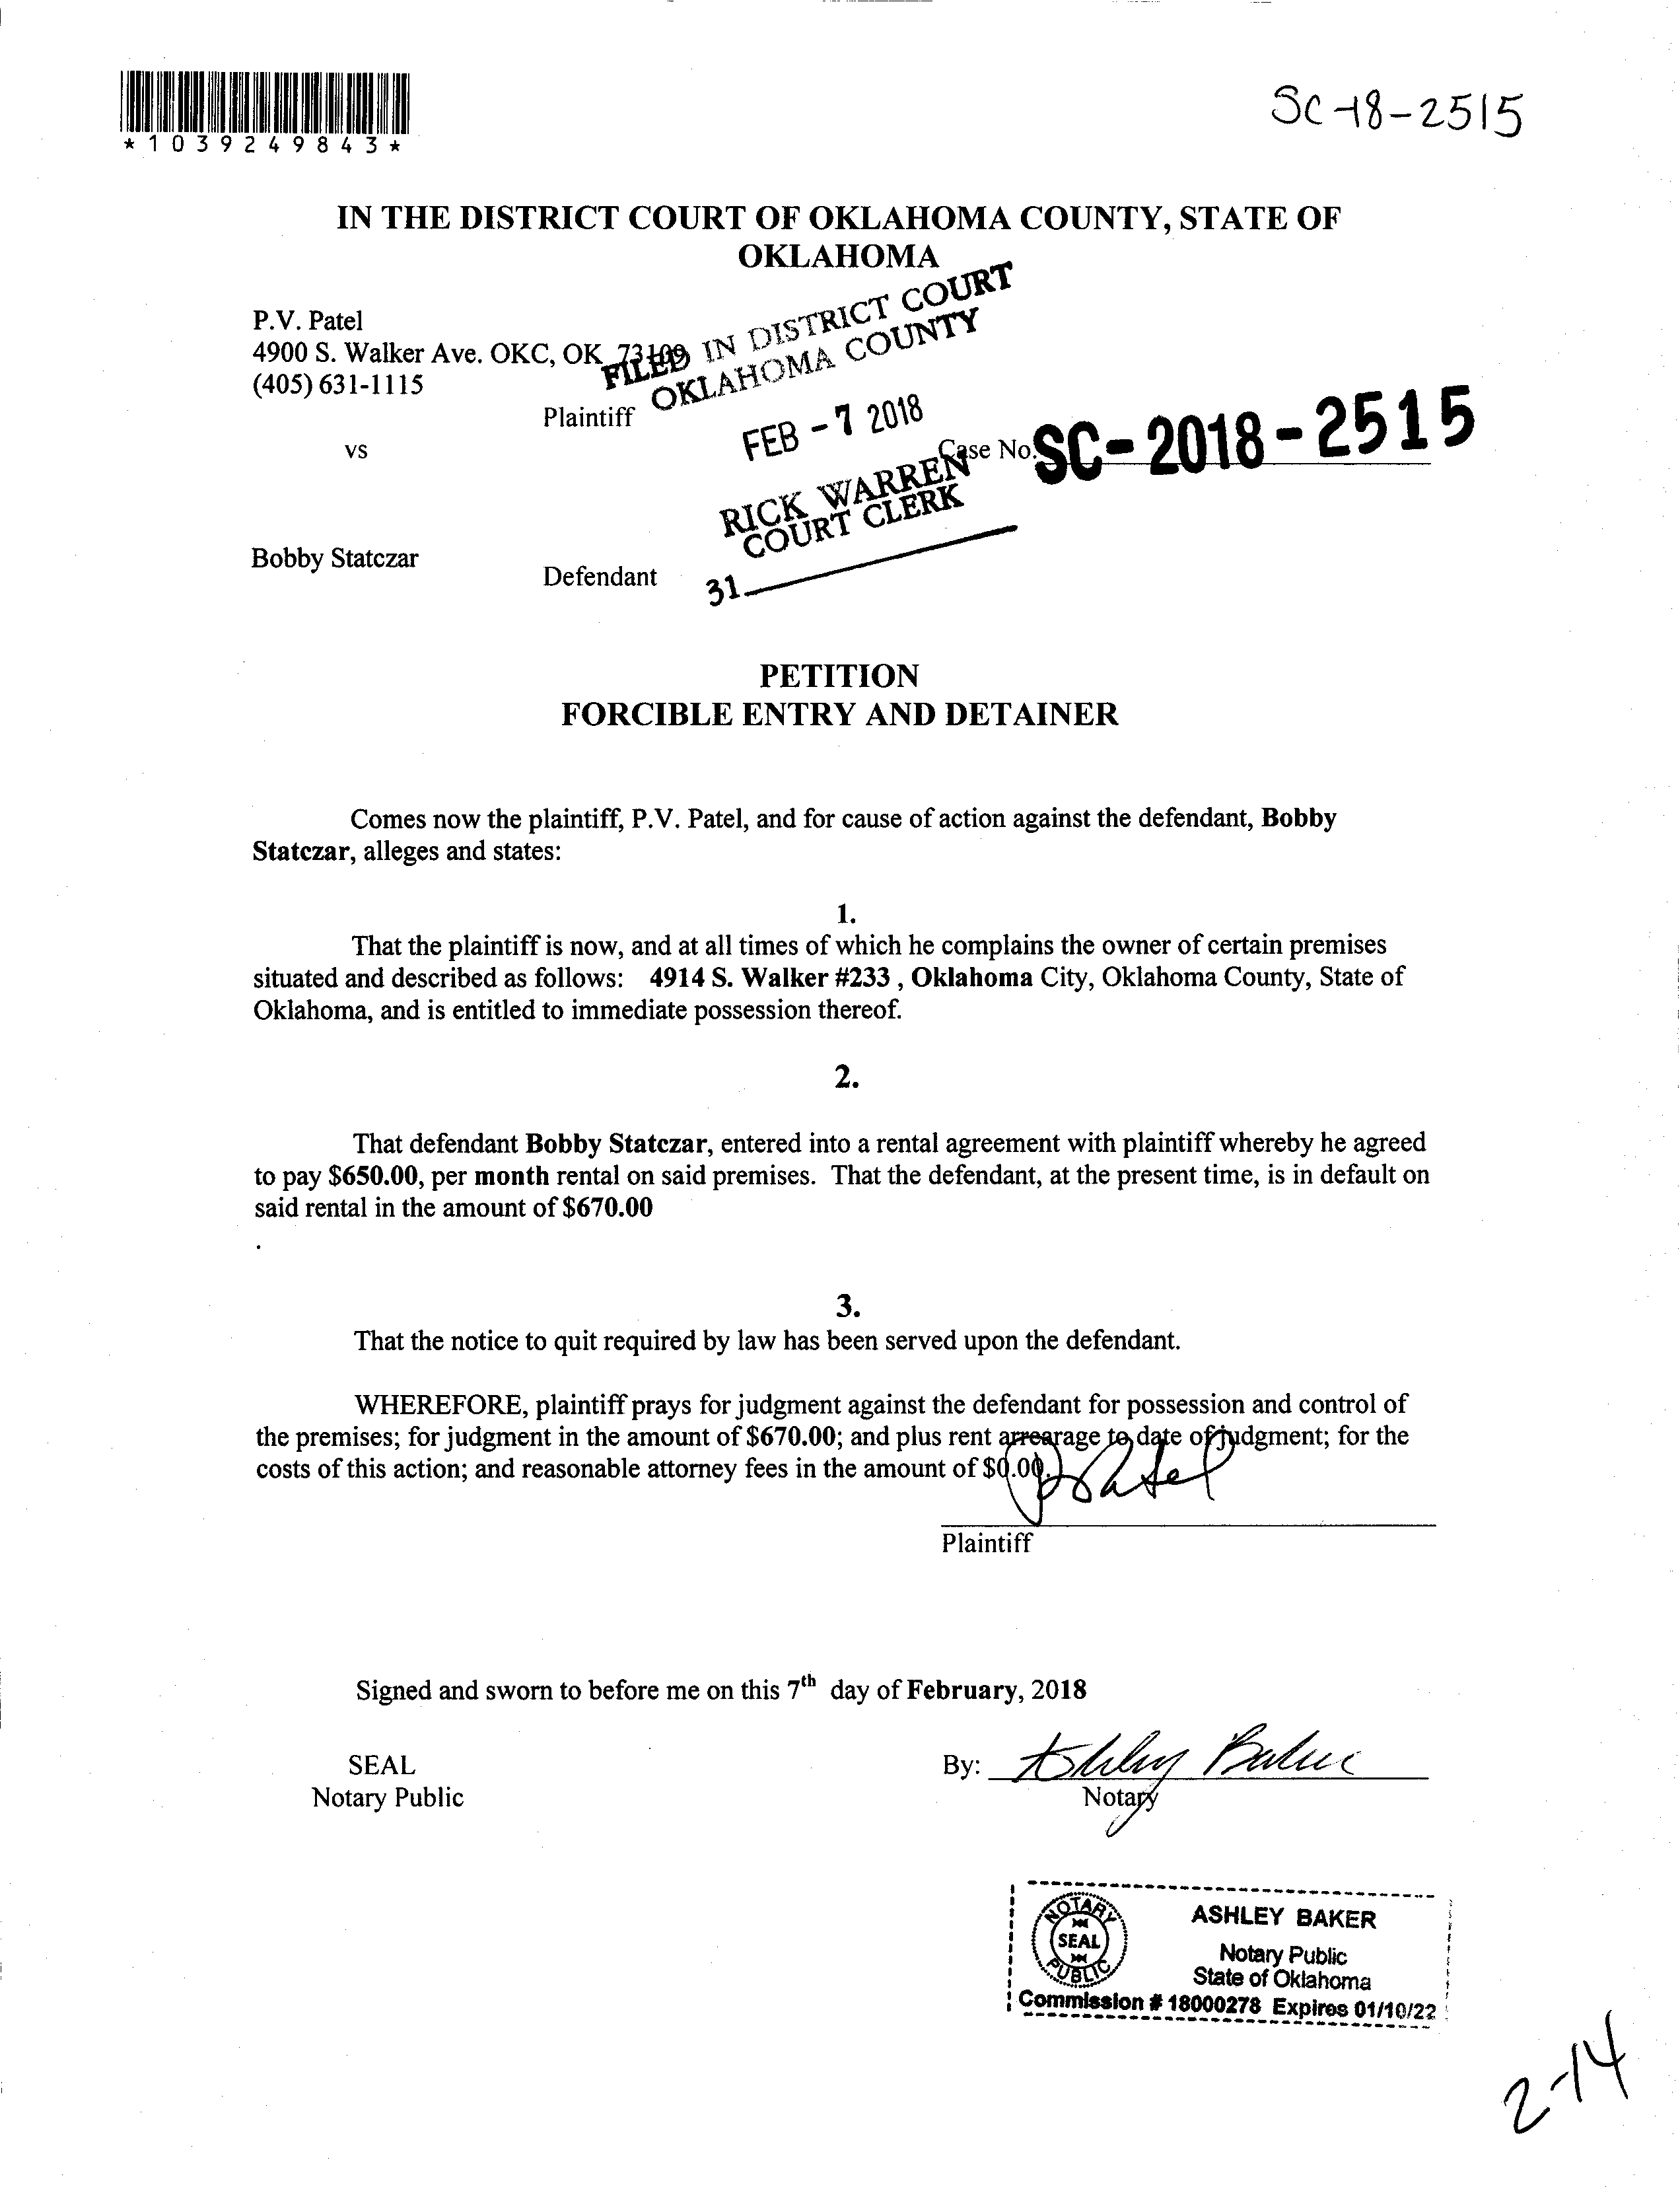 *1039249843*
SC-18-2515
IN THE DISTRICT COURT OF OKLAHOMA COUNTY, STATE OF
OKLAHOMA
P.V. Patel
4900 S. Walker Ave. OKC, OK 73109
(405) 631-1115
Plaintiff
FILED IN DISTRICT COURT
OKLAHOMA COUNTY
FEB -7 2018
RICK WARREN
COURT CLERK
31
vs
Case No. SC-2018-2515
Bobby Statczar
Defendant
PETITION
FORCIBLE ENTRY AND DETAINER
Comes now the plaintiff, P.V. Patel, and for cause of action against the defendant, Bobby
Statczar, alleges and states:
1.
That the plaintiff is now, and at all times of which he complains the owner of certain premises
situated and described as follows: 4914 S. Walker #233 , Oklahoma City, Oklahoma County, State of
Oklahoma, and is entitled to immediate possession thereof.
2.
That defendant Bobby Statczar, entered into a rental agreement with plaintiff whereby he agreed
to pay $650.00, per month rental on said premises. That the defendant, at the present time, is in default on
said rental in the amount of $670.00
.
3.
That the notice to quit required by law has been served upon the defendant.
WHEREFORE, plaintiff prays for judgment against the defendant for possession and control of
the premises; for judgment in the amount of $670.00; and plus rent arrearage to date of judgment; for the
costs of this action; and reasonable attorney fees in the amount of $0.00.
PVPatel
Plaintiff
Signed and sworn to before me on this 7th day of February, 2018
SEAL
Notary Public
By: Ashley Baker
Notary
NOTARY
SEAL
PUBLIC
ASHLEY BAKER
Notary Public
State of Oklahoma
Commission # 18000278 Expires 01/10/22
2-14